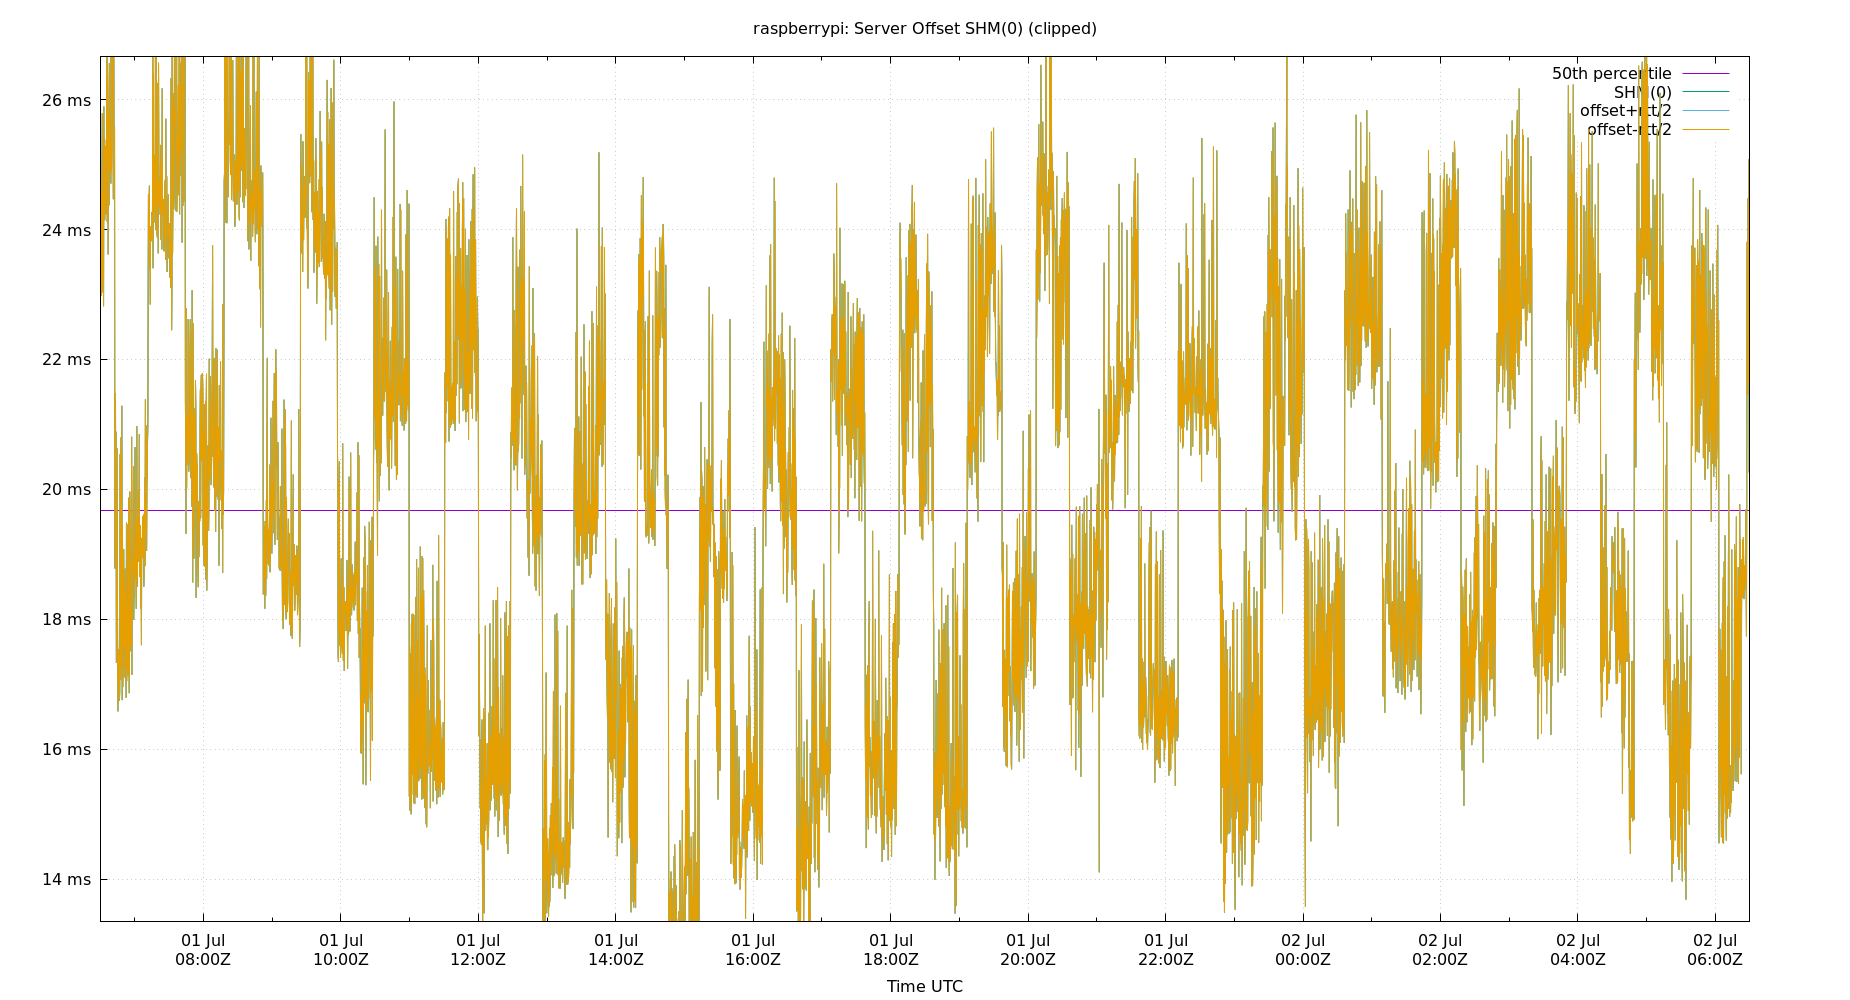 raspberrypi: Server Offset SHM(0) (clipped)
50th percentile
SHM(0)
offset+rtt/2
offset-rtt/2
26 ms
24 ms
22 ms
20 ms
18 ms
16 ms
14 ms
01 Jul 01 Jul 01 Jul 01 Jul 01 Jul 01 Jul 01 Jul 01 Jul 02 Jul 02 Jul 02 Jul 02 Jul
08:00Z 10:00Z 12:00Z 14:00Z 16:00Z 18:00Z 20:00Z 22:00Z 00:00Z 02:00Z 04:00Z 06:00Z
Time UTC